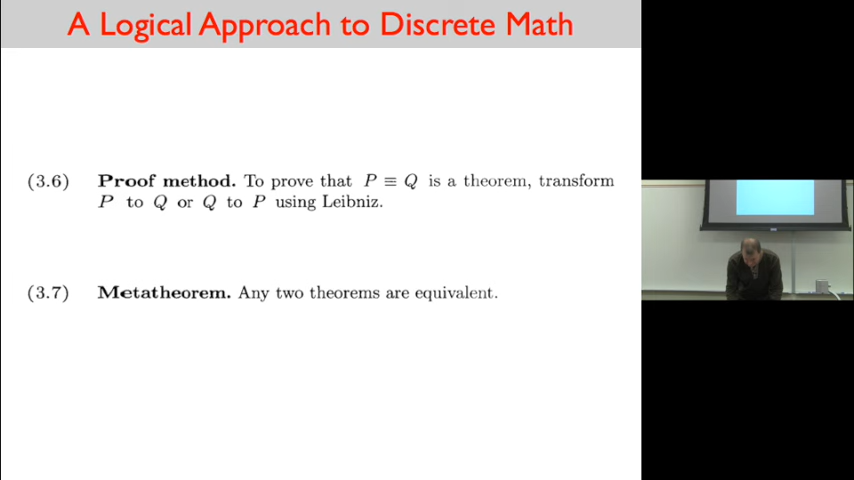 A Logical Approach to Discrete Math
(3.6) Proof method. To prove that P ≡ Q is a theorem, transform
P to Q or Q to P using Leibniz.
(3.7) Metatheorem. Any two theorems are equivalent.